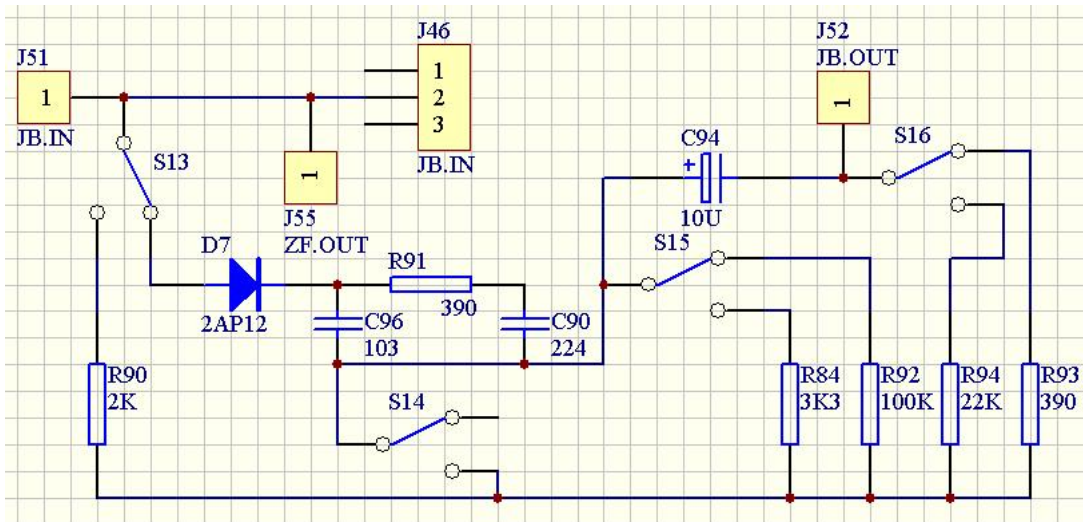 J51
1
JB.IN
J46
1
2
3
JB.IN
J52
JB.OUT
1
S13
1
J55
ZF.OUT
C94
+
10U
S16
S15
D7
2AP12
R91
390
C96
103
C90
224
R90
2K
S14
R84
3K3
R92
100K
R94
22K
R93
390